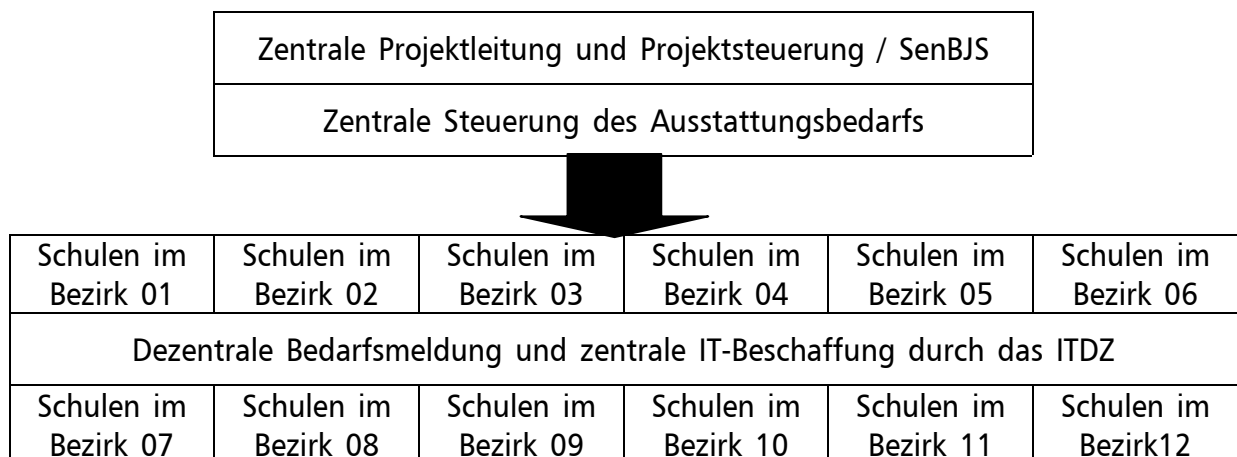 Zentrale Projektleitung und Projektsteuerung / SenBJS
Zentrale Steuerung des Ausstattungsbedarfs
Schulen im
Bezirk 01
Schulen im
Bezirk 02
Schulen im
Bezirk 03
Schulen im
Bezirk 04
Schulen im
Bezirk 05
Schulen im
Bezirk 06
Dezentrale Bedarfsmeldung und zentrale IT-Beschaffung durch das ITDZ
Schulen im
Bezirk 07
Schulen im
Bezirk 08
Schulen im
Bezirk 09
Schulen im
Bezirk 10
Schulen im
Bezirk 11
Schulen im
Bezirk12